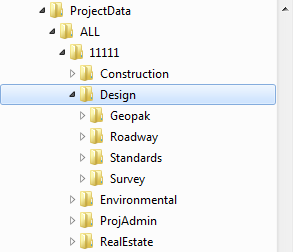 ProjectData
ALL
11111
Construction
Design
Geopak
Roadway
Standards
Survey
Environmental
ProjAdmin
RealEstate